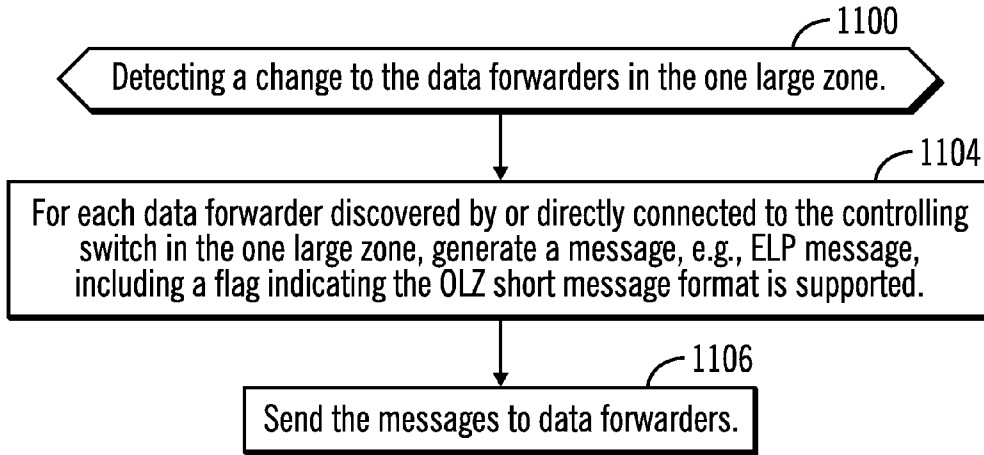 1100
Detecting a change to the data forwarders in the one large zone.
1104
For each data forwarder discovered by or directly connected to the controlling
switch in the one large zone, generate a message, e.g., ELP message,
including a flag indicating the OLZ short message format is supported.
1106
Send the messages to data forwarders.